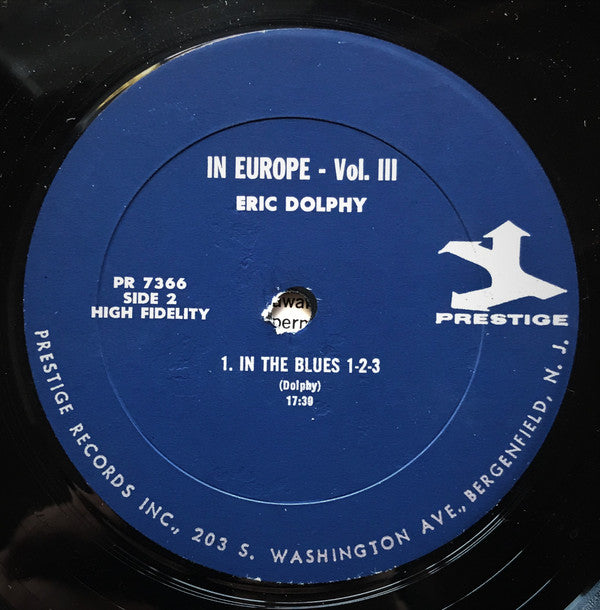 IN EUROPE - Vol. III
ERIC DOLPHY
PR 7366
SIDE 2
HIGH FIDELITY
PRESTIGE
1. IN THE BLUES 1-2-3
(Dolphy)
17:39
PRESTIGE RECORDS INC., 203 S. WASHINGTON AVE., BERGENFIELD, N. J.